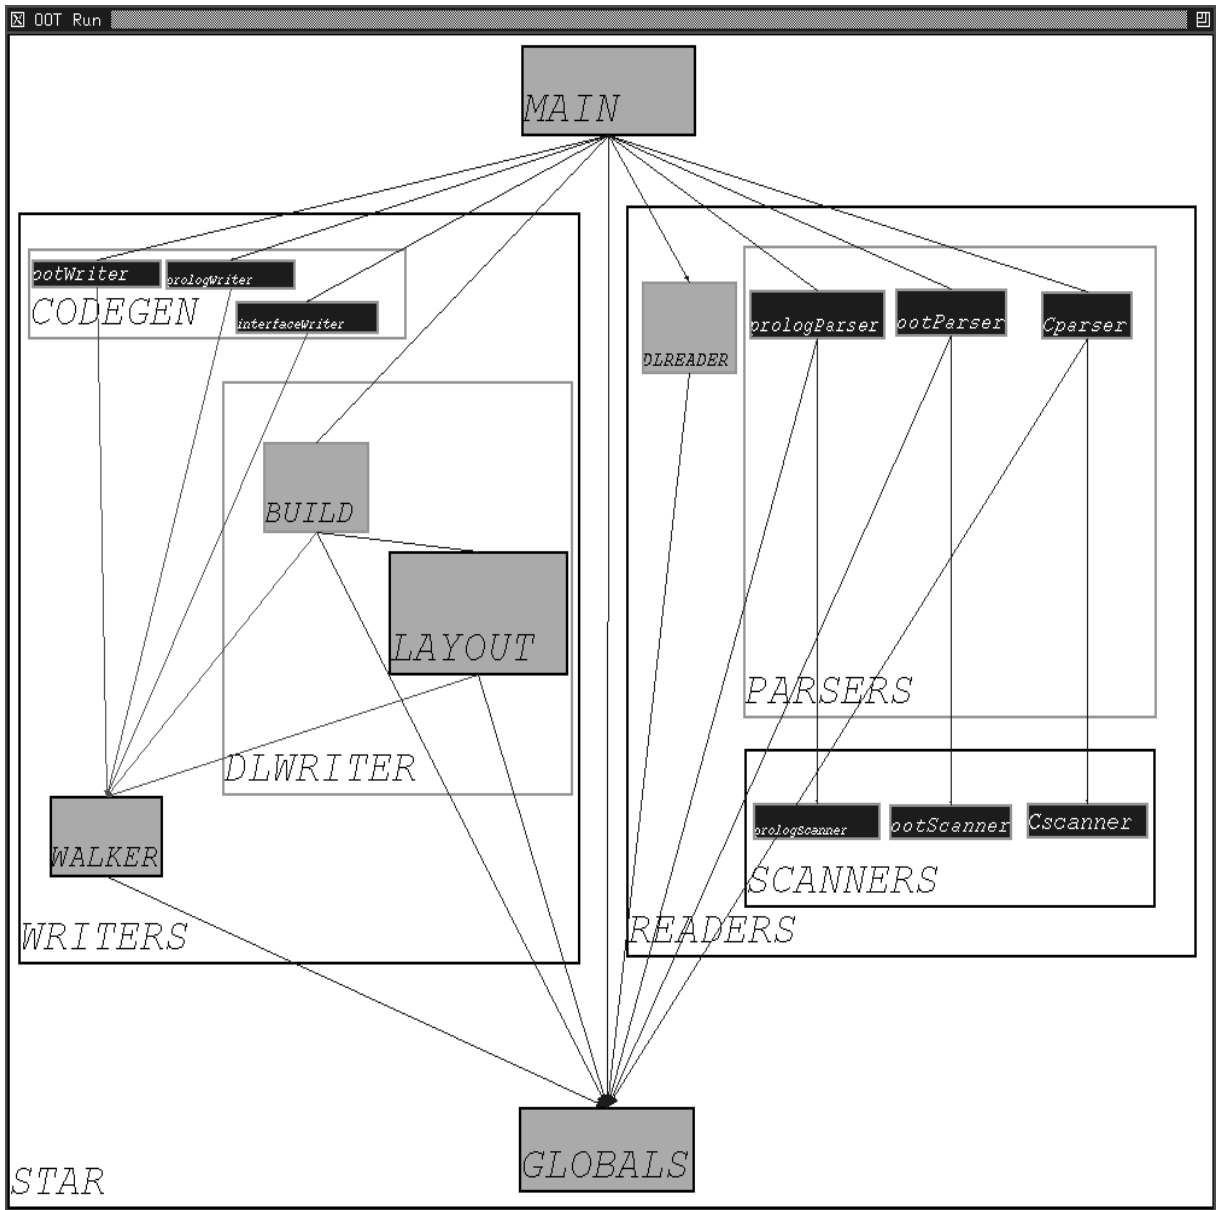 OOT Run
MAIN
ootWriter
prologWriter
CODEGEN
interfaceWriter
DLREADER
prologParser
ootParser
Cparser
BUILD
LAYOUT
PARSERS
DLWRITER
WALKER
prologScanner
ootScanner
Cscanner
SCANNERS
WRITERS
READERS
GLOBALS
STAR